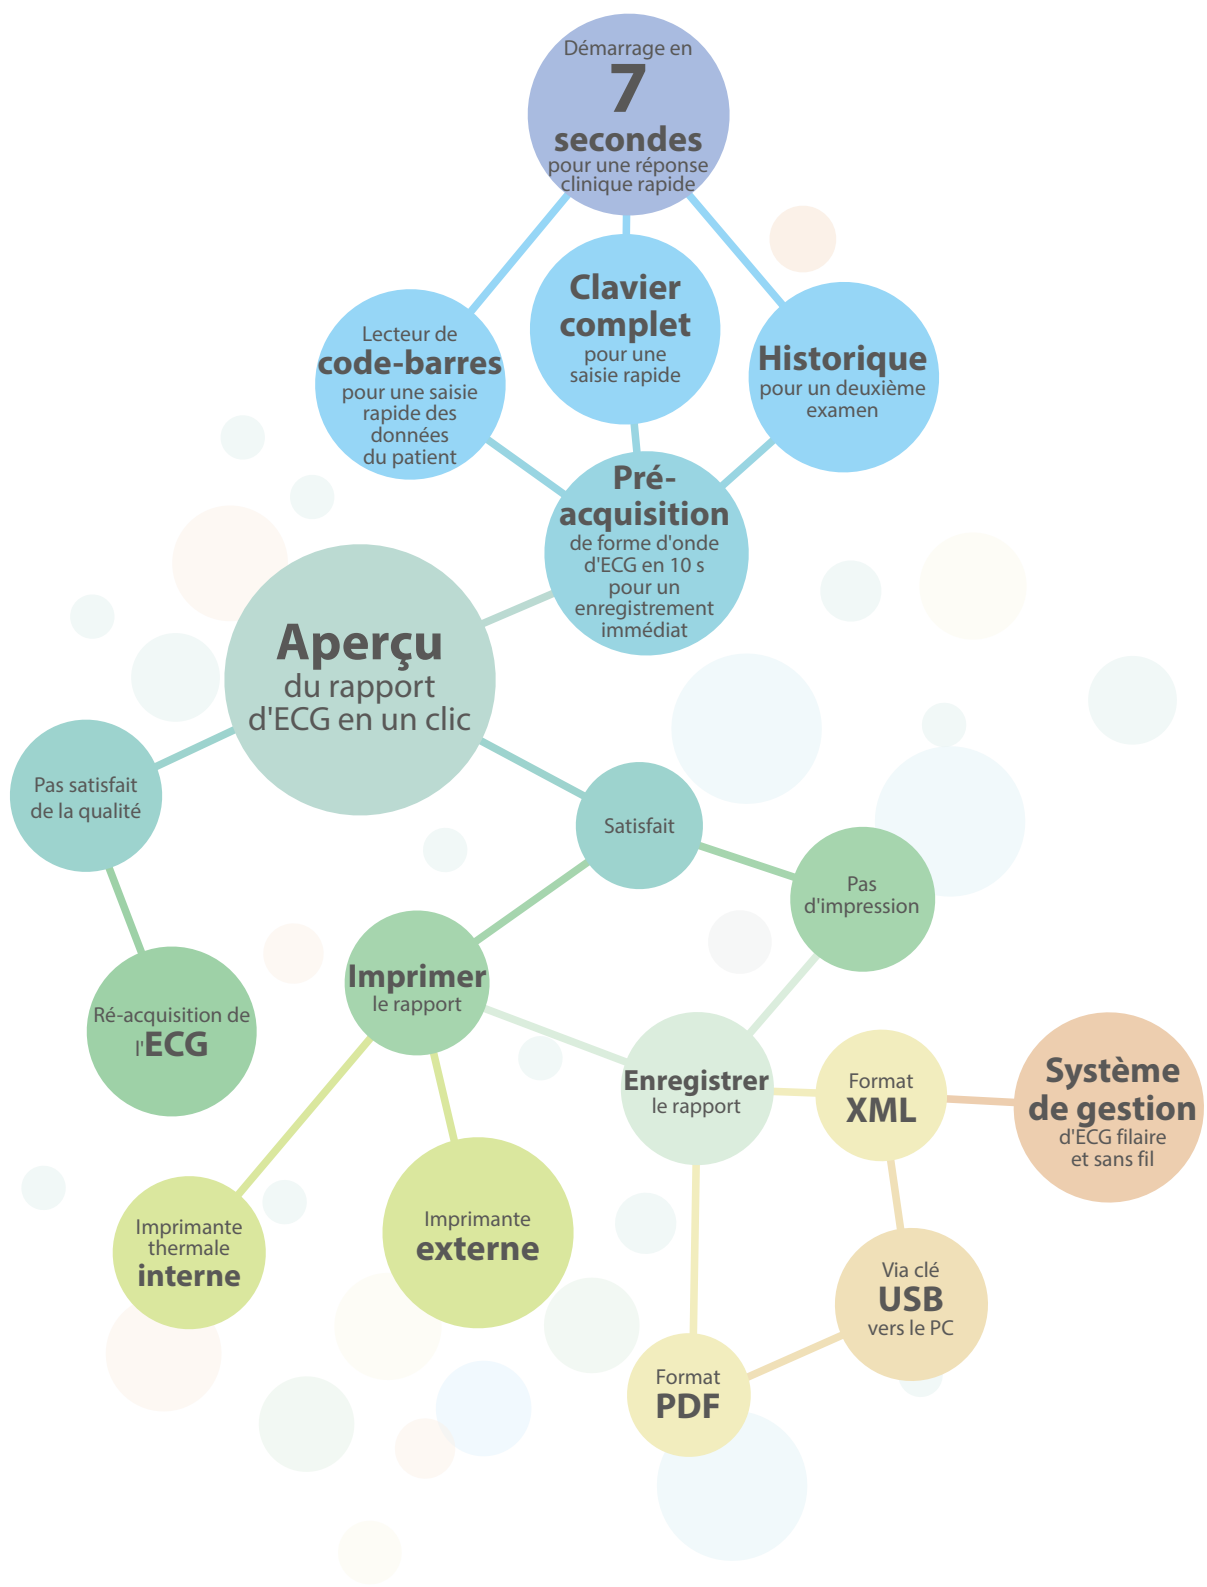 Démarrage en
7
secondes
pour une réponse
clinique rapide
Clavier
complet
pour une
saisie rapide
Lecteur de
code-barres
pour une saisie
rapide des
données
du patient
Historique
pour un deuxième
examen
Pré-
acquisition
de forme d'onde
d'ECG en 10 s
pour un
enregistrement
immédiat
Aperçu
du rapport
d'ECG en un clic
Pas satisfait
de la qualité
Satisfait
Pas
d'impression
Imprimer
le rapport
Ré-acquisition de
l'ECG
Enregistrer
le rapport
Format
XML
Système
de gestion
d'ECG filaire
et sans fil
Imprimante
thermale
interne
Imprimante
externe
Via clé
USB
vers le PC
Format
PDF